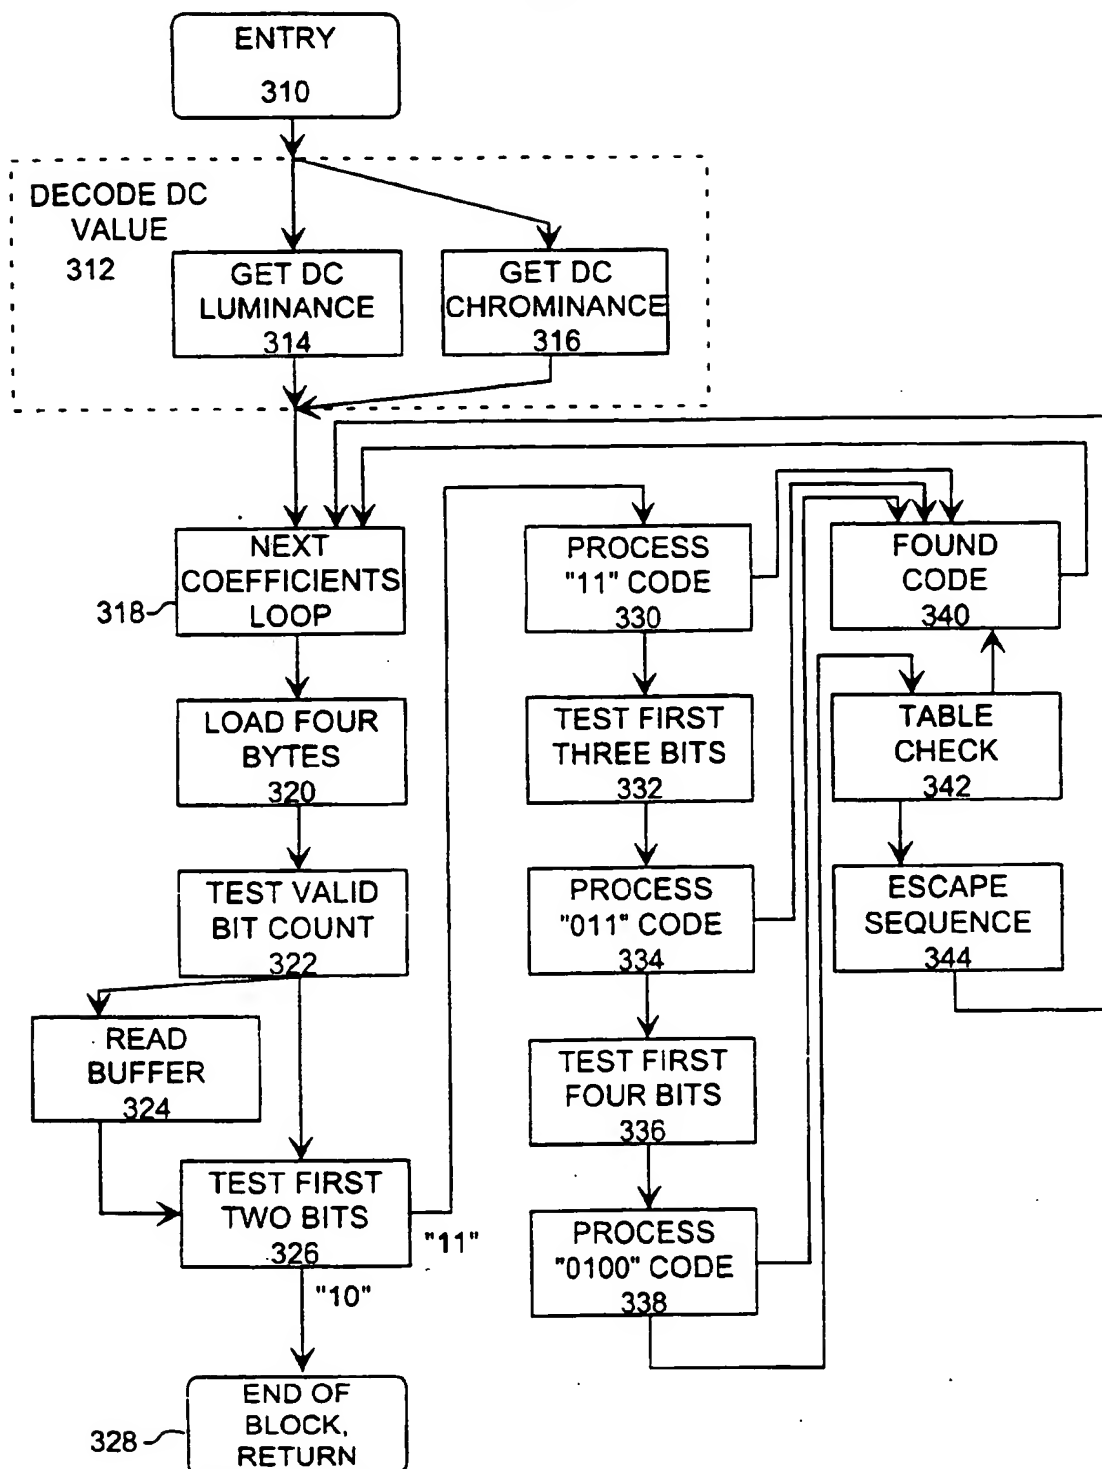 ENTRY
310
DECODE DC
VALUE
312
GET DC
LUMINANCE
314
GET DC
CHROMINANCE
316
NEXT
COEFFICIENTS
LOOP
318
LOAD FOUR
BYTES
320
TEST VALID
BIT COUNT
322
READ
BUFFER
324
TEST FIRST
TWO BITS
326
"11"
"10"
END OF
BLOCK,
RETURN
328
PROCESS
"11" CODE
330
TEST FIRST
THREE BITS
332
PROCESS
"011" CODE
334
TEST FIRST
FOUR BITS
336
PROCESS
"0100" CODE
338
FOUND
CODE
340
TABLE
CHECK
342
ESCAPE
SEQUENCE
344